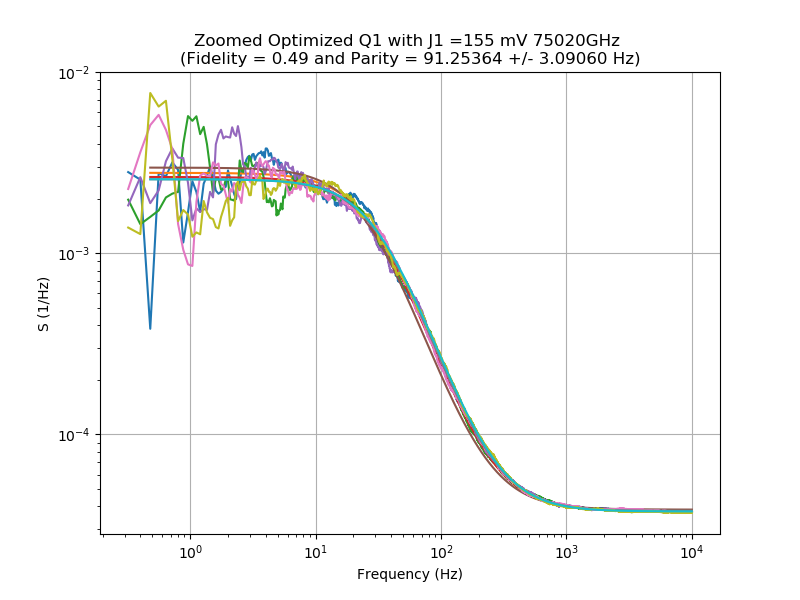 Zoomed Optimized Q1 with J1 =155 mV 75020GHz
(Fidelity = 0.49 and Parity = 91.25364 +/- 3.09060 Hz)
10⁻²
10⁻³
10⁻⁴
S (1/Hz)
10⁰ 10¹ 10² 10³ 10⁴
Frequency (Hz)